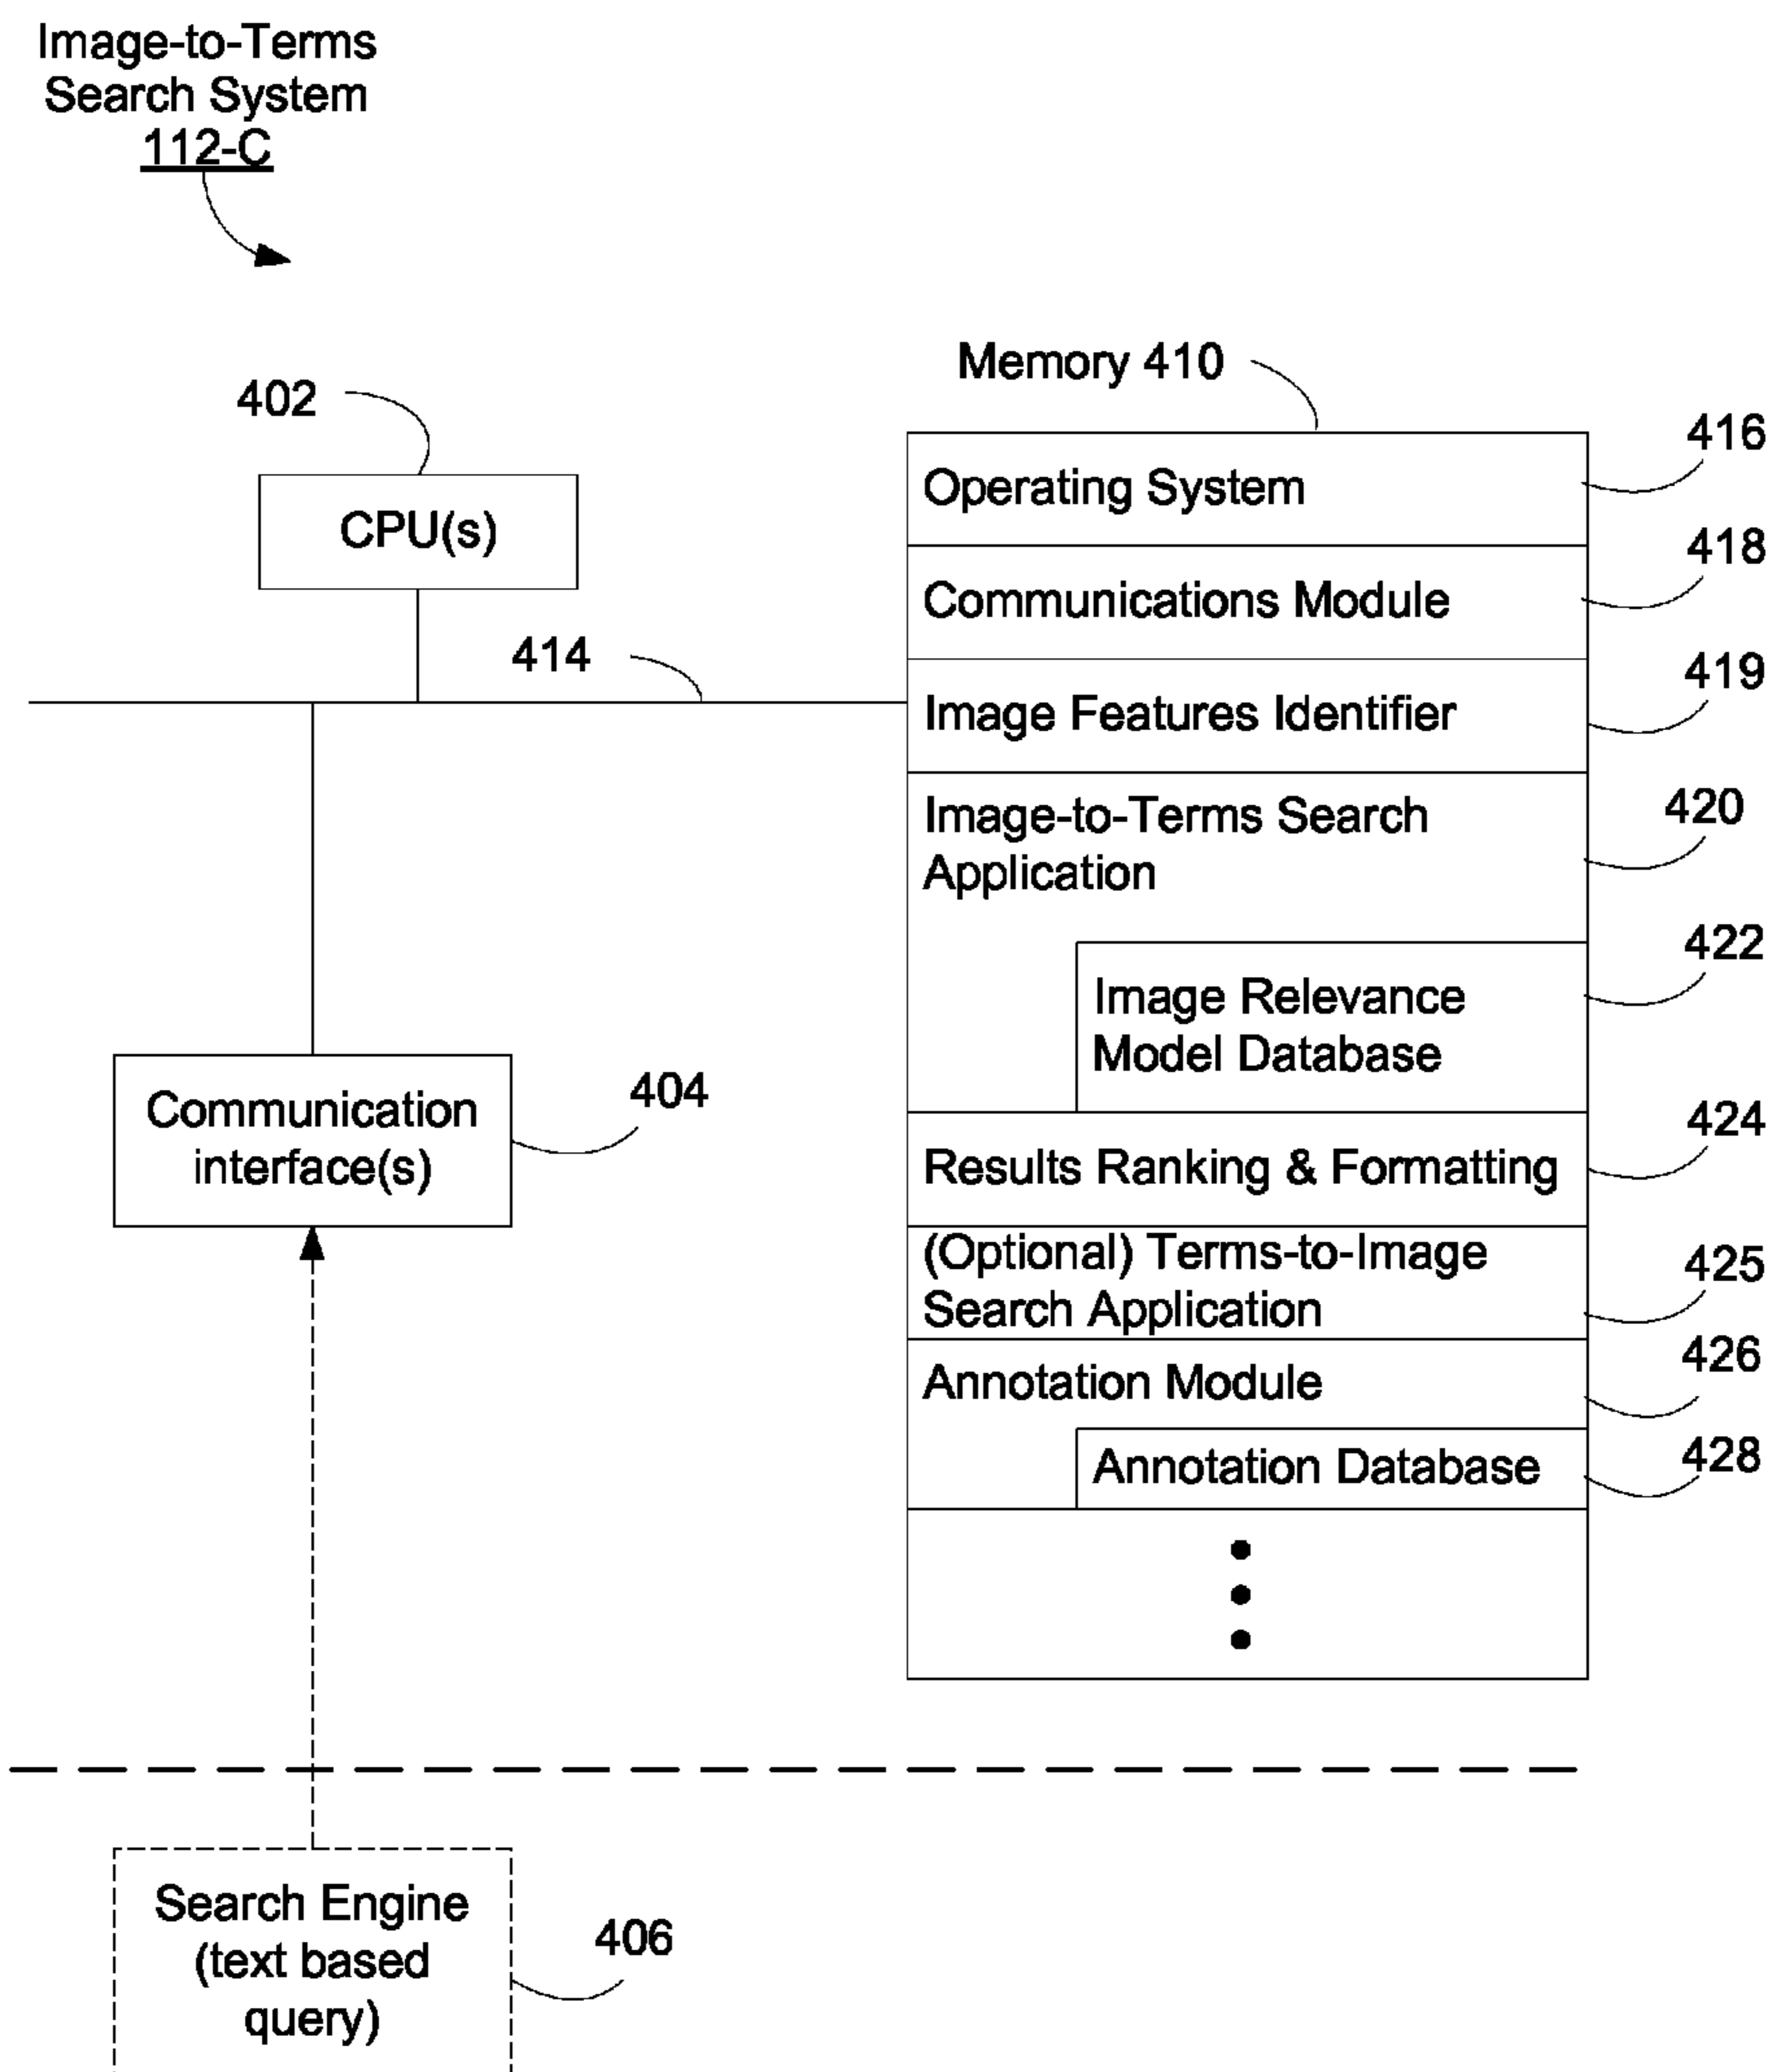 Image-to-Terms
Search System
112-C
Memory 410
402
416
Operating System
CPU(s)
418
Communications Module
414
419
Image Features Identifier
420
Image-to-Terms Search
Application
422
Image Relevance
Model Database
404
Communication
interface(s)
424
Results Ranking & Formatting
(Optional) Terms-to-Image
Search Application
425
426
Annotation Module
428
Annotation Database
Search Engine
(text based
query)
406